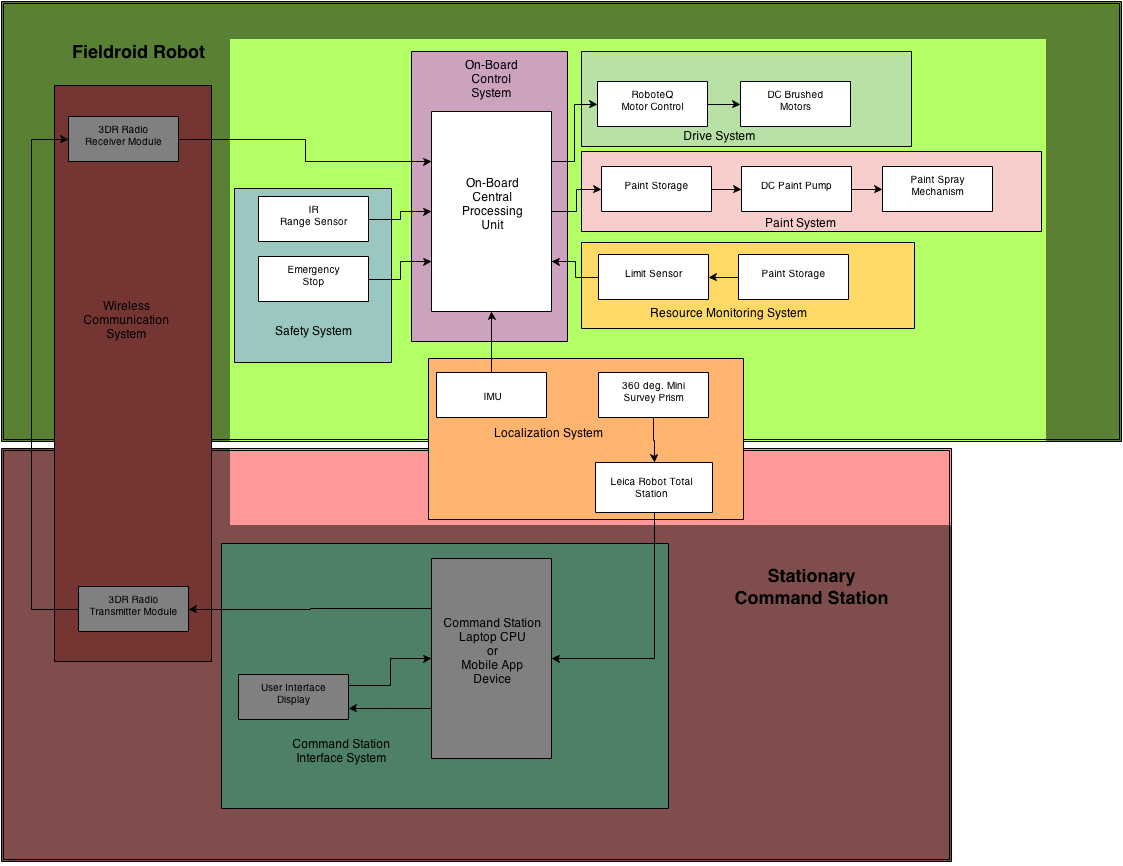 Fieldroid Robot
3DR Radio
Receiver Module
Wireless
Communication
System
IR
Range Sensor
Emergency
Stop
Safety System
On-Board
Control
System
On-Board
Central
Processing
Unit
RoboteQ
Motor Control
DC Brushed
Motors
Drive System
Paint Storage
DC Paint Pump
Paint Spray
Mechanism
Paint System
Limit Sensor
Paint Storage
Resource Monitoring System
IMU
360 deg. Mini
Survey Prism
Localization System
Leica Robot Total
Station
Stationary
Command Station
3DR Radio
Transmitter Module
Command Station
Laptop CPU
or
Mobile App
Device
User Interface
Display
Command Station
Interface System